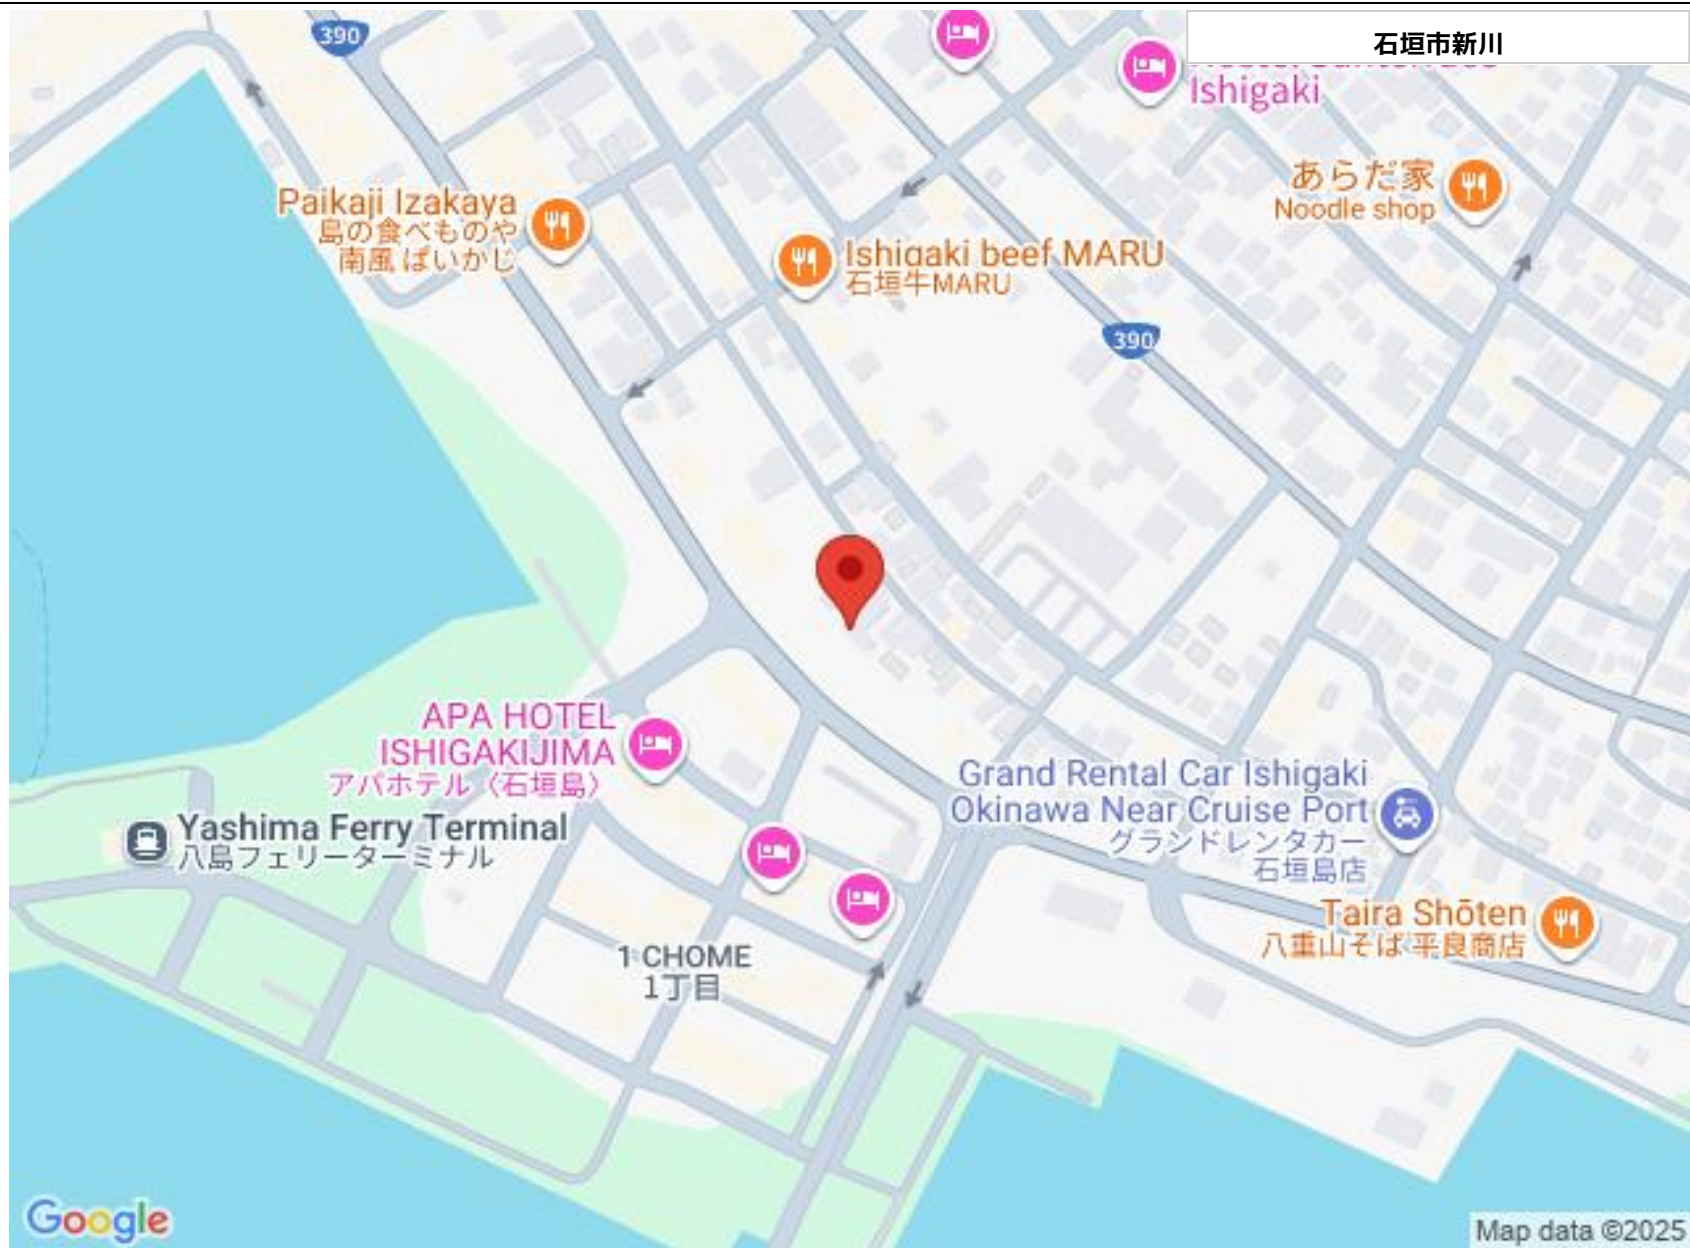 390
石垣市新川
Ishigaki
あらだ家
Noodle shop
Paikaji Izakaya
島の食べものや
南風 ぱいかじ
Ishigaki beef MARU
石垣牛MARU
390
APA HOTEL
ISHIGAKIJIMA
アパホテル〈石垣島〉
Grand Rental Car Ishigaki
Okinawa Near Cruise Port
グランドレンタカー
石垣島店
Yashima Ferry Terminal
八島フェリーターミナル
Taira Shōten
八重山そば 平良商店
1 CHOME
1丁目
Google
Map data ©2025